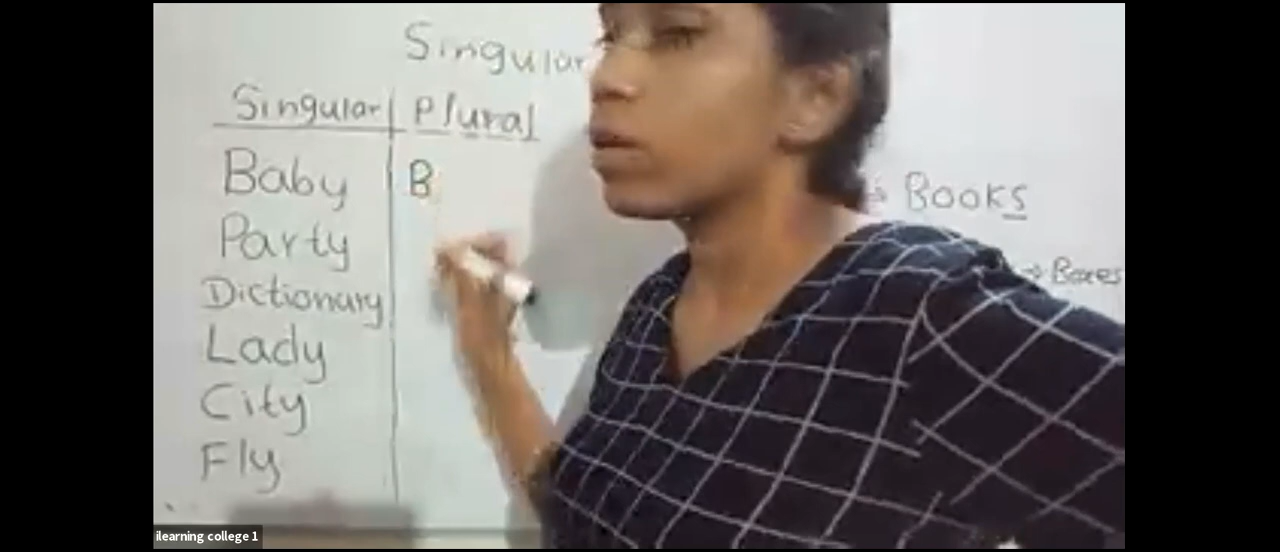 Singular
Singular Plural
Baby B
Party
Dictionary
Lady
City
Fly
Books
Boxes
ilearning college 1